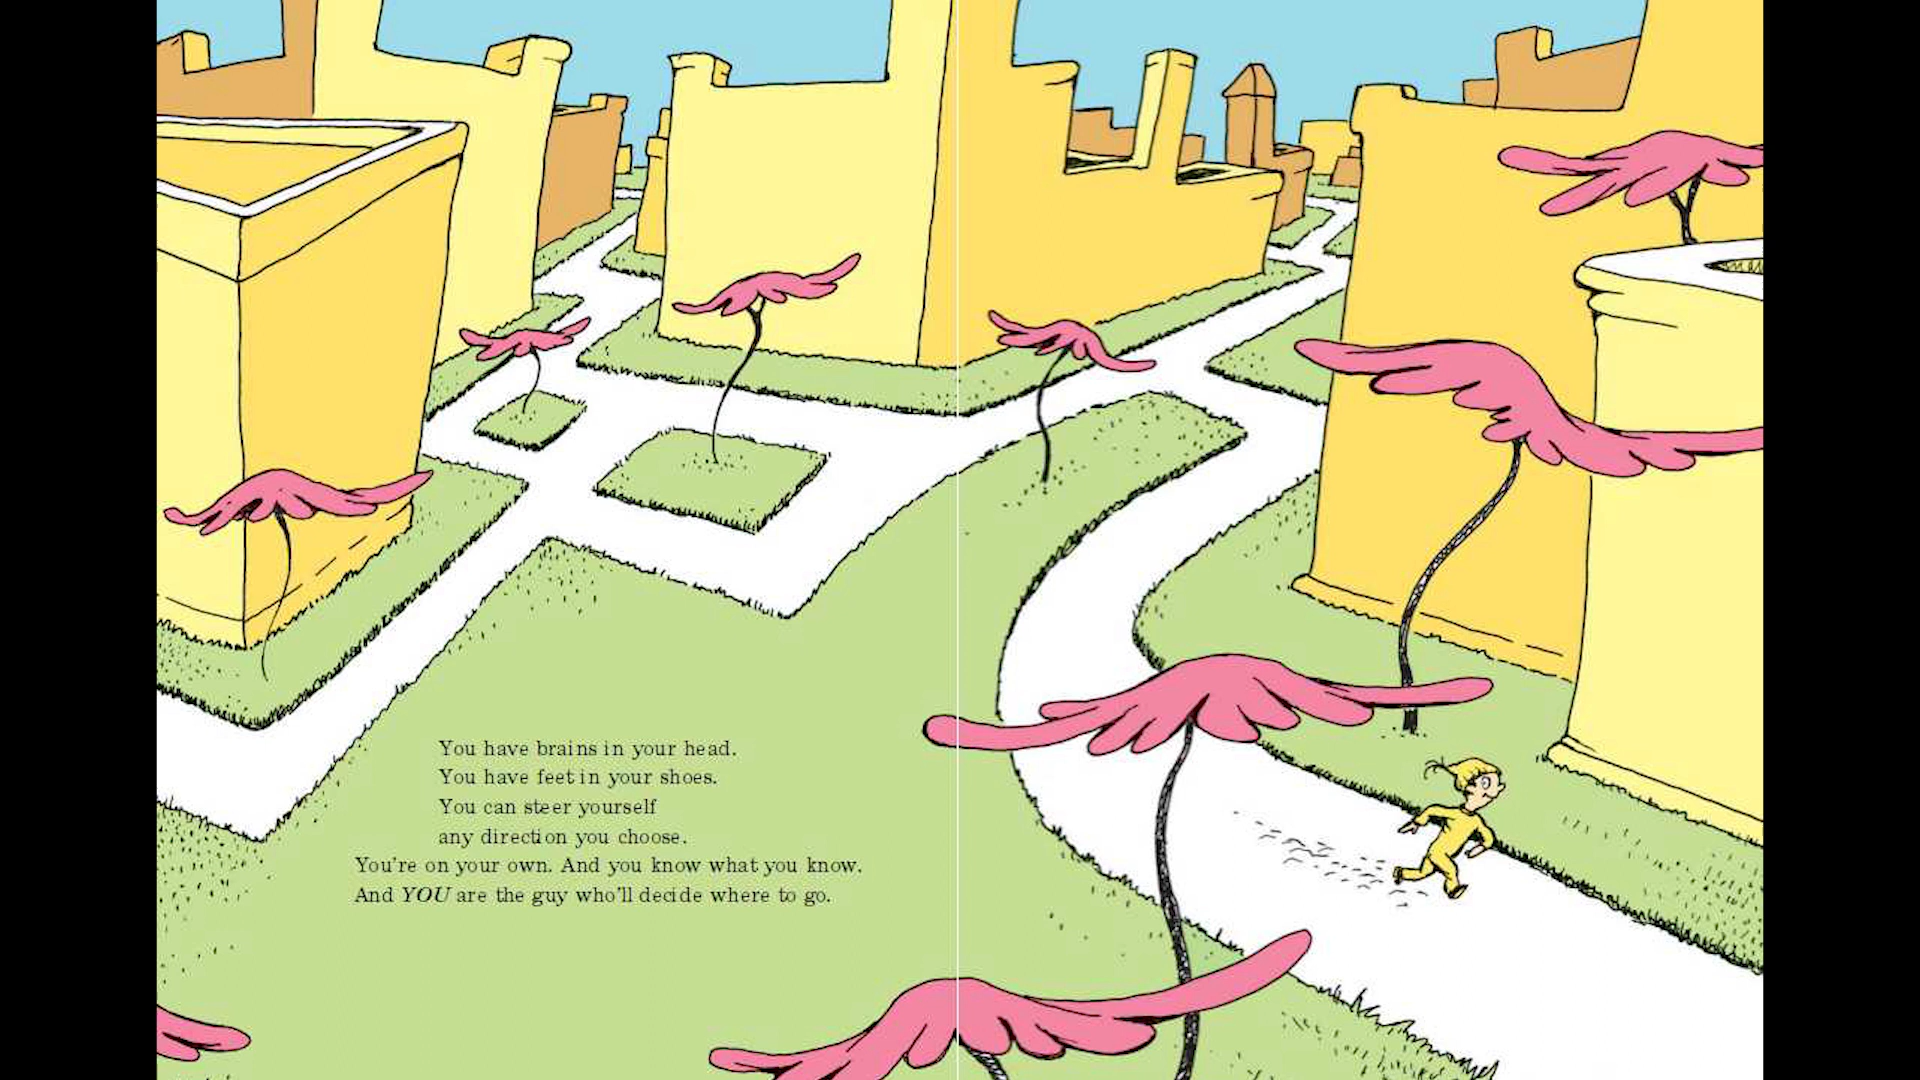 You have brains in your head.
You have feet in your shoes.
You can steer yourself
any direction you choose.
You're on your own. And you know what you know.
And YOU are the guy who'll decide where to go.